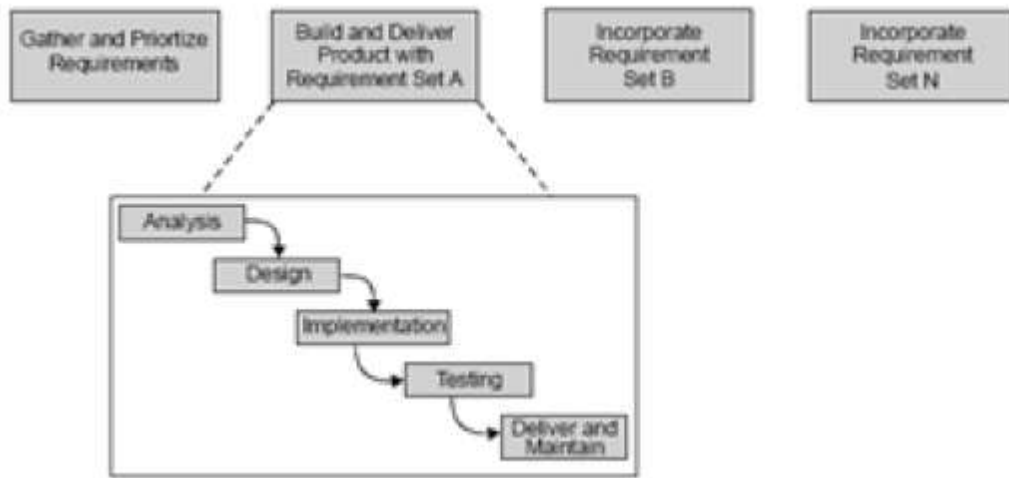 Gather and Priortize
Requirements
Build and Deliver
Product with
Requirement Set A
Incorporate
Requirement
Set B
Incorporate
Requirement
Set N
Analysis
Design
Implementation
Testing
Deliver and
Maintain